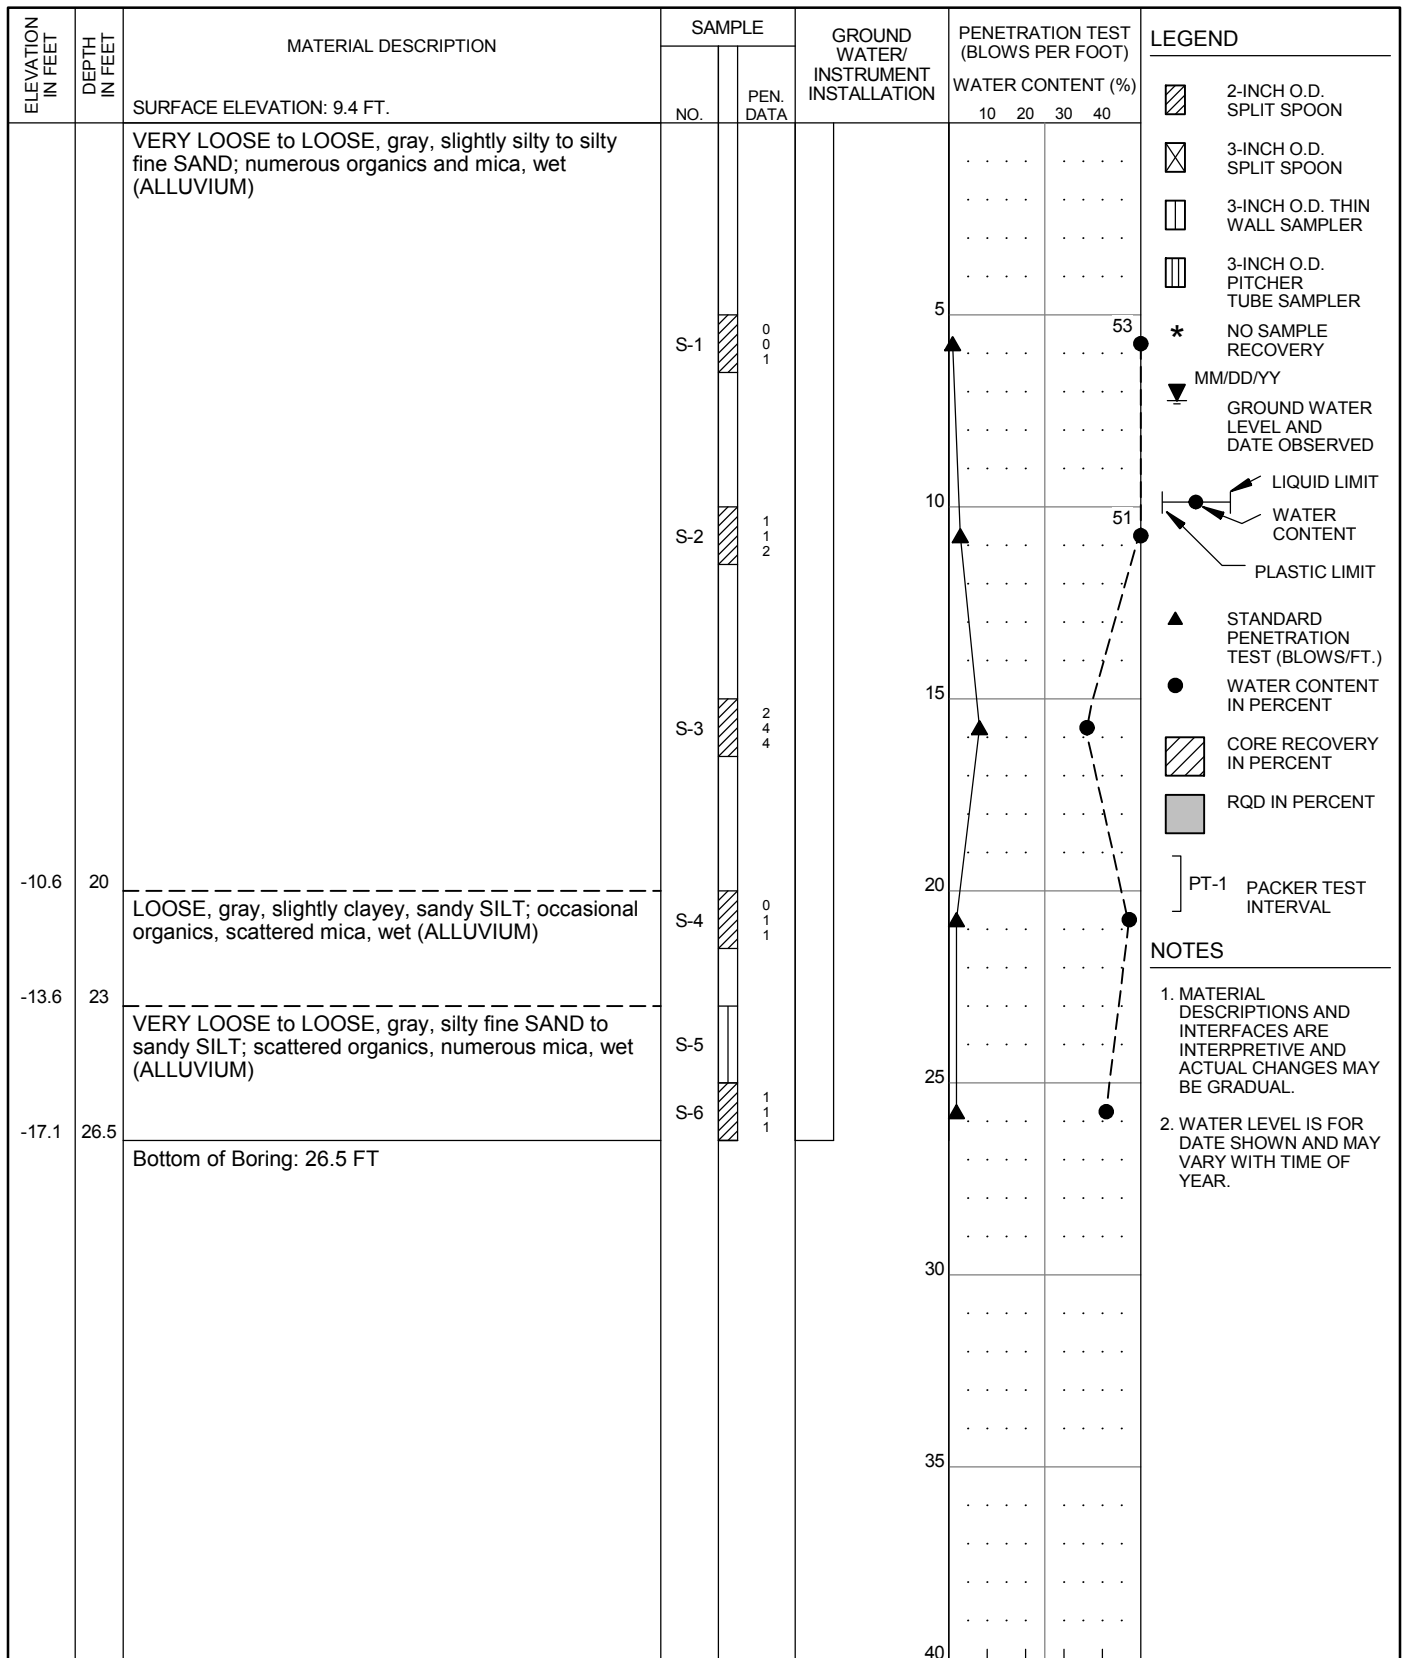 ELEVATION
IN FEET
DEPTH
IN FEET
MATERIAL DESCRIPTION
SURFACE ELEVATION: 9.4 FT.
SAMPLE
NO.
PEN.
DATA
GROUND
WATER/
INSTRUMENT
INSTALLATION
PENETRATION TEST
(BLOWS PER FOOT)
WATER CONTENT (%)
10 20 30 40
VERY LOOSE to LOOSE, gray, slightly silty to silty
fine SAND; numerous organics and mica, wet
(ALLUVIUM)
5
S-1
0
0
1
53
10
S-2
1
1
2
51
15
S-3
2
4
4
-10.6 20
20
LOOSE, gray, slightly clayey, sandy SILT; occasional
organics, scattered mica, wet (ALLUVIUM)
S-4
0
1
1
-13.6 23
VERY LOOSE to LOOSE, gray, silty fine SAND to
sandy SILT; scattered organics, numerous mica, wet
(ALLUVIUM)
S-5
25
S-6
1
1
1
-17.1 26.5
Bottom of Boring: 26.5 FT
30
35
40
LEGEND
2-INCH O.D.
SPLIT SPOON
3-INCH O.D.
SPLIT SPOON
3-INCH O.D. THIN
WALL SAMPLER
3-INCH O.D.
PITCHER
TUBE SAMPLER
* NO SAMPLE
RECOVERY
MM/DD/YY
GROUND WATER
LEVEL AND
DATE OBSERVED
LIQUID LIMIT
WATER
CONTENT
PLASTIC LIMIT
STANDARD
PENETRATION
TEST (BLOWS/FT.)
WATER CONTENT
IN PERCENT
CORE RECOVERY
IN PERCENT
RQD IN PERCENT
PT-1 PACKER TEST
INTERVAL
NOTES
1. MATERIAL
DESCRIPTIONS AND
INTERFACES ARE
INTERPRETIVE AND
ACTUAL CHANGES MAY
BE GRADUAL.
2. WATER LEVEL IS FOR
DATE SHOWN AND MAY
VARY WITH TIME OF
YEAR.